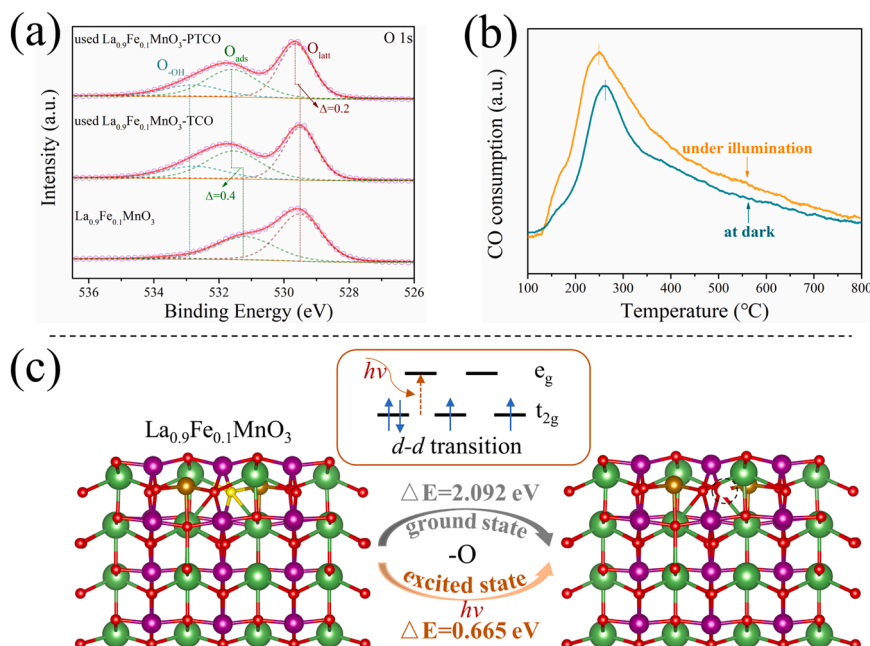 (a)
used La₀.₉Fe₀.₁MnO₃-PTCO
O 1s
O-OH
Oads
Olatt
Δ=0.2
used La₀.₉Fe₀.₁MnO₃-TCO
Δ=0.4
La₀.₉Fe₀.₁MnO₃
Intensity (a.u.)
536 534 532 530 528 526
Binding Energy (eV)
(b)
CO consumption (a.u.)
under illumination
at dark
100 200 300 400 500 600 700 800
Temperature (℃)
(c)
hv
eg
t2g
d-d transition
La₀.₉Fe₀.₁MnO₃
△E=2.092 eV
ground state
-O
excited state
hv
△E=0.665 eV